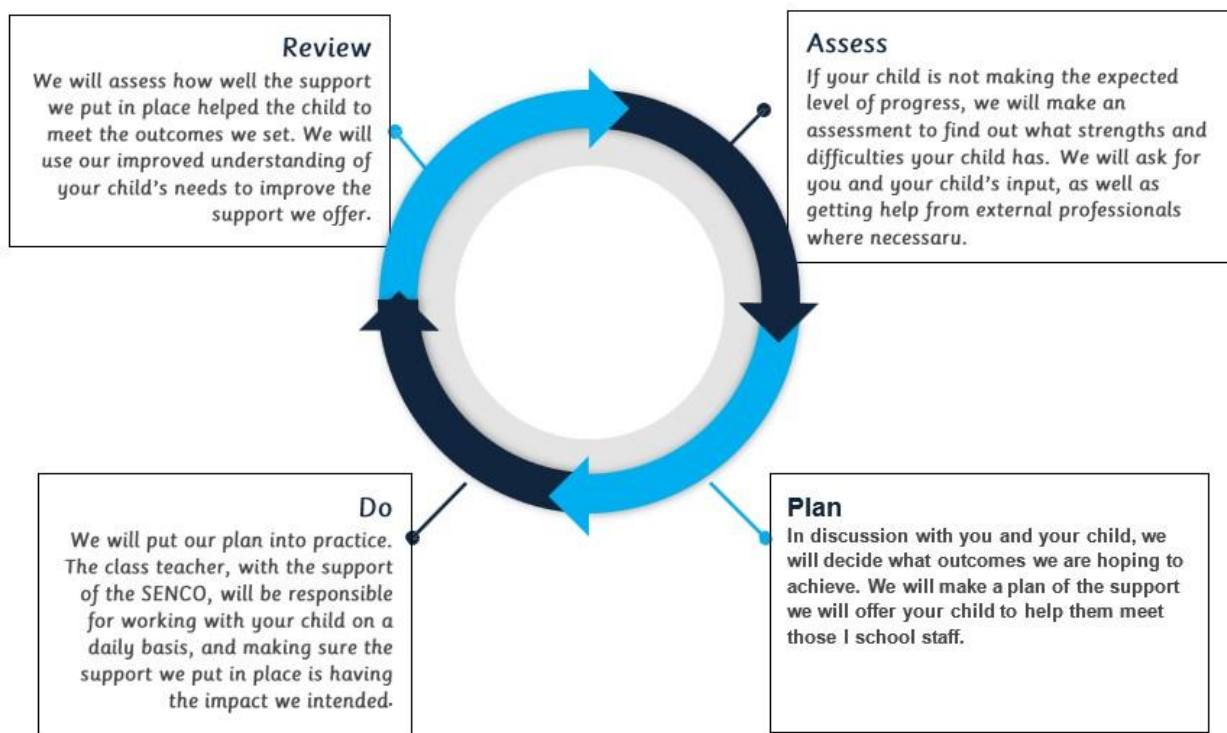 Review
We will assess how well the support
we put in place helped the child to
meet the outcomes we set. We will
use our improved understanding of
your child's needs to improve the
support we offer.
Assess
If your child is not making the expected
level of progress, we will make an
assessment to find out what strengths and
difficulties your child has. We will ask for
you and your child's input, as well as
getting help from external professionals
where necessaru.
Do
We will put our plan into practice.
The class teacher, with the support
of the SENCO, will be responsible
for working with your child on a
daily basis, and making sure the
support we put in place is having
the impact we intended.
Plan
In discussion with you and your child, we
will decide what outcomes we are hoping to
achieve. We will make a plan of the support
we will offer your child to help them meet
those I school staff.